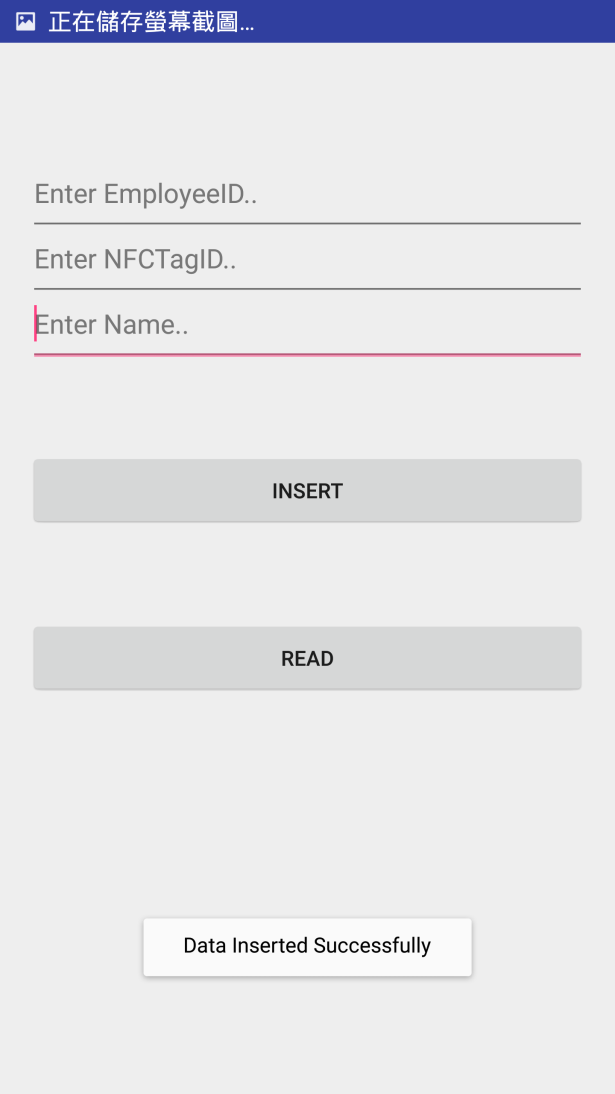 正在儲存螢幕截圖...
Enter EmployeeID..
Enter NFCTagID..
Enter Name..
INSERT
READ
Data Inserted Successfully